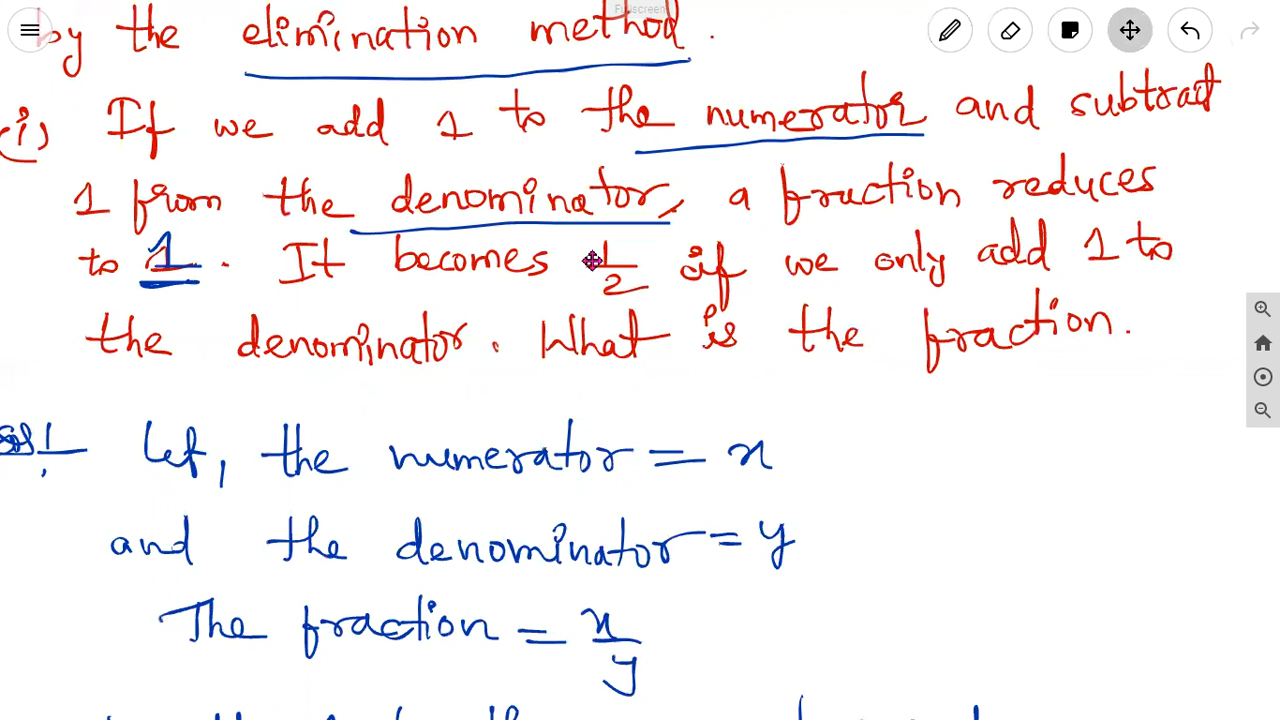 Fullscreen
by the elimination method.
(i) If we add 1 to the numerator and subtract
1 from the denominator, a fraction reduces
to 1. It becomes 1/2 if we only add 1 to
the denominator. What is the fraction.
Let, the numerator = x
and the denominator = y
The fraction = x/y